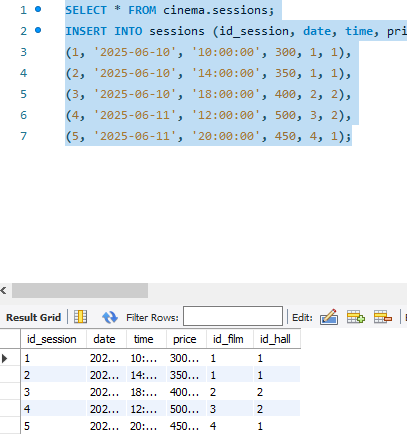 1 SELECT * FROM cinema.sessions;
2 INSERT INTO sessions (id_session, date, time, pri
3 (1, '2025-06-10', '10:00:00', 300, 1, 1),
4 (2, '2025-06-10', '14:00:00', 350, 1, 1),
5 (3, '2025-06-10', '18:00:00', 400, 2, 2),
6 (4, '2025-06-11', '12:00:00', 500, 3, 2),
7 (5, '2025-06-11', '20:00:00', 450, 4, 1);
Result Grid Filter Rows: Edit:
id_session date time price id_film id_hall
1 202... 10:... 300... 1 1
2 202... 14:... 350... 1 1
3 202... 18:... 400... 2 2
4 202... 12:... 500... 3 2
5 202... 20:... 450... 4 1